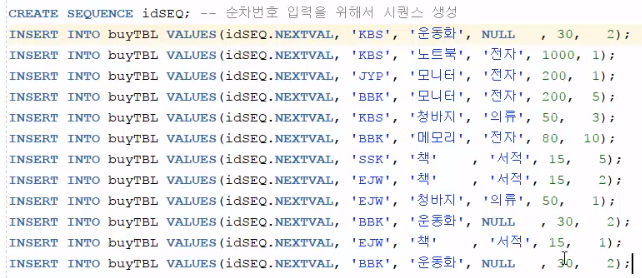 CREATE SEQUENCE idSEQ; -- 순차번호 입력을 위해서 시퀀스 생성
INSERT INTO buyTBL VALUES(idSEQ.NEXTVAL, 'KBS', '운동화', NULL   , 30,   2);
INSERT INTO buyTBL VALUES(idSEQ.NEXTVAL, 'KBS', '노트북', '전자', 1000, 1);
INSERT INTO buyTBL VALUES(idSEQ.NEXTVAL, 'JYP', '모니터', '전자', 200,  1);
INSERT INTO buyTBL VALUES(idSEQ.NEXTVAL, 'BBK', '모니터', '전자', 200,  5);
INSERT INTO buyTBL VALUES(idSEQ.NEXTVAL, 'KBS', '청바지', '의류', 50,   3);
INSERT INTO buyTBL VALUES(idSEQ.NEXTVAL, 'BBK', '메모리', '전자', 80,  10);
INSERT INTO buyTBL VALUES(idSEQ.NEXTVAL, 'SSK', '책'    , '서적', 15,   5);
INSERT INTO buyTBL VALUES(idSEQ.NEXTVAL, 'EJW', '책'    , '서적', 15,   2);
INSERT INTO buyTBL VALUES(idSEQ.NEXTVAL, 'EJW', '청바지', '의류', 50,   1);
INSERT INTO buyTBL VALUES(idSEQ.NEXTVAL, 'BBK', '운동화', NULL   , 30,   2);
INSERT INTO buyTBL VALUES(idSEQ.NEXTVAL, 'EJW', '책'    , '서적', 15,   1);
INSERT INTO buyTBL VALUES(idSEQ.NEXTVAL, 'BBK', '운동화', NULL   , 30,   2);